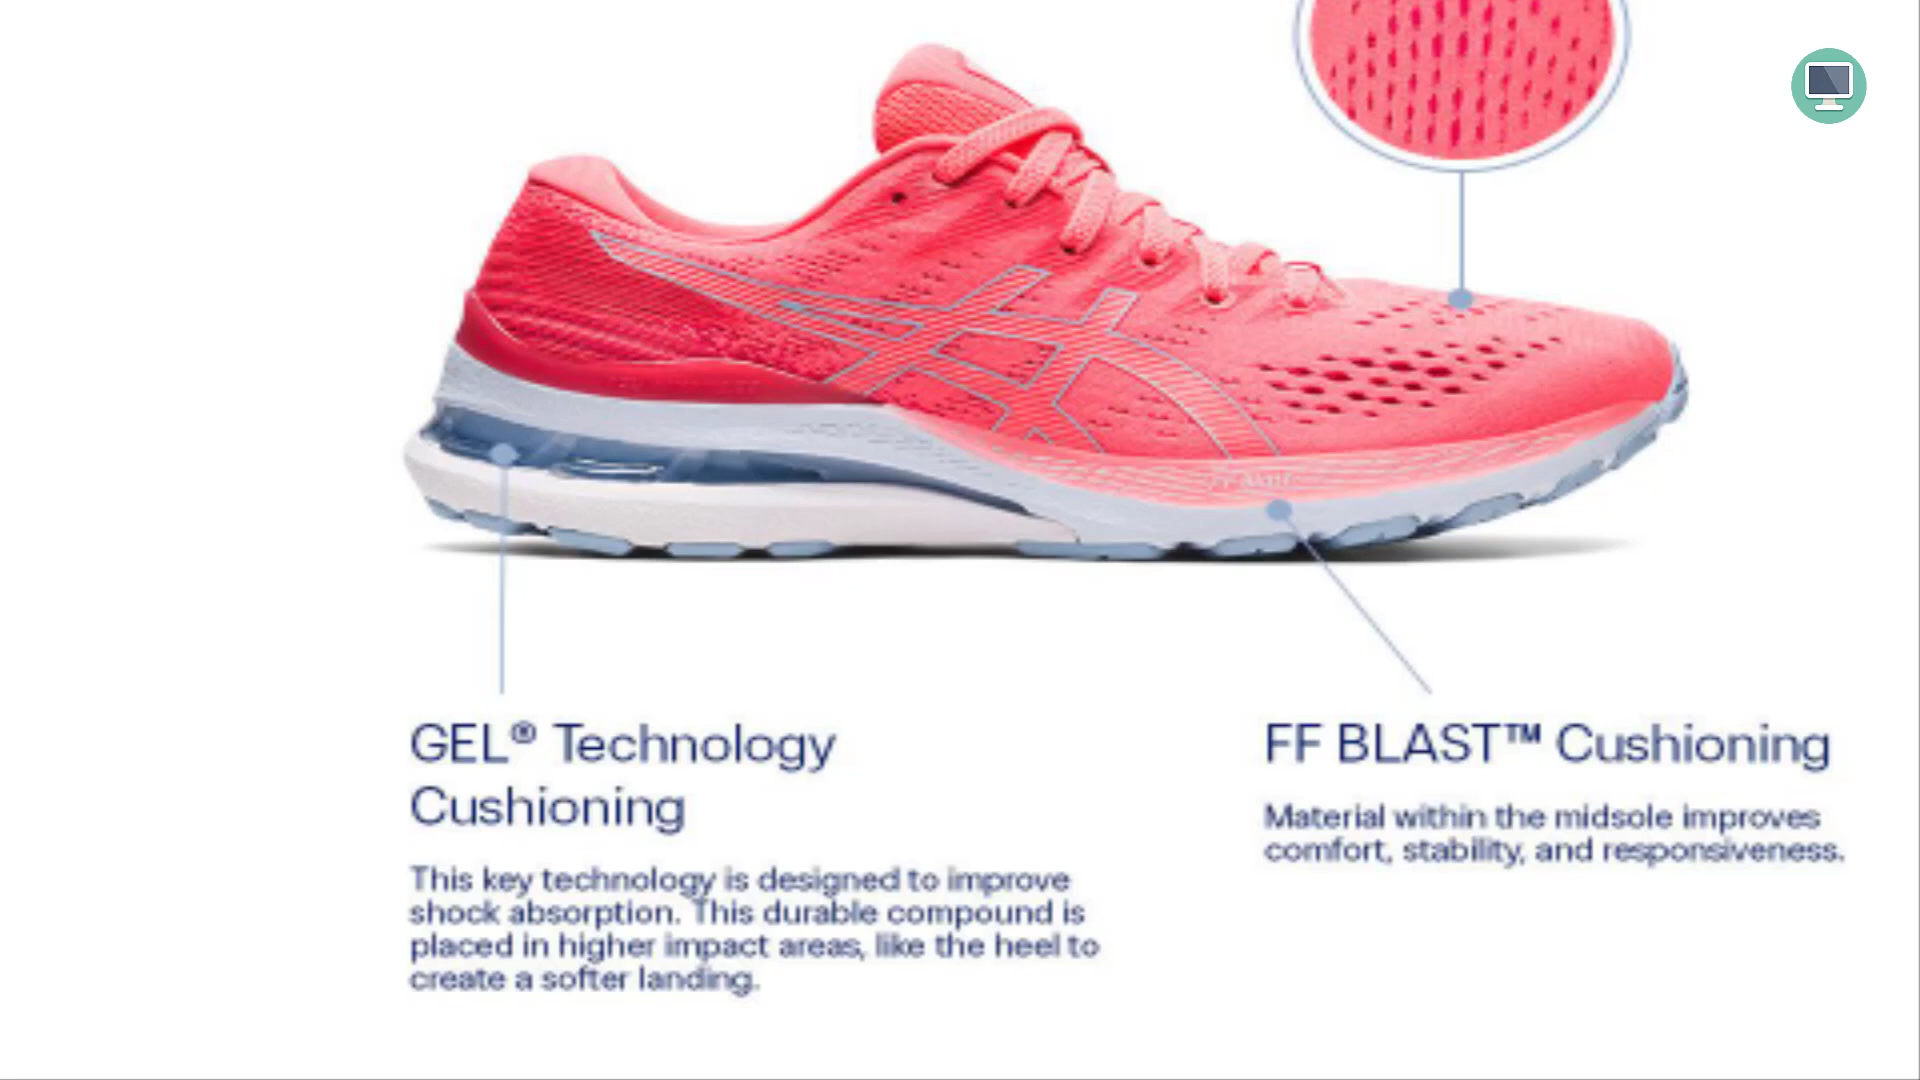 FF BLAST
GEL® Technology
Cushioning
This key technology is designed to improve
shock absorption. This durable compound is
placed in higher impact areas, like the heel to
create a softer landing.
FF BLAST™ Cushioning
Material within the midsole improves
comfort, stability, and responsiveness.